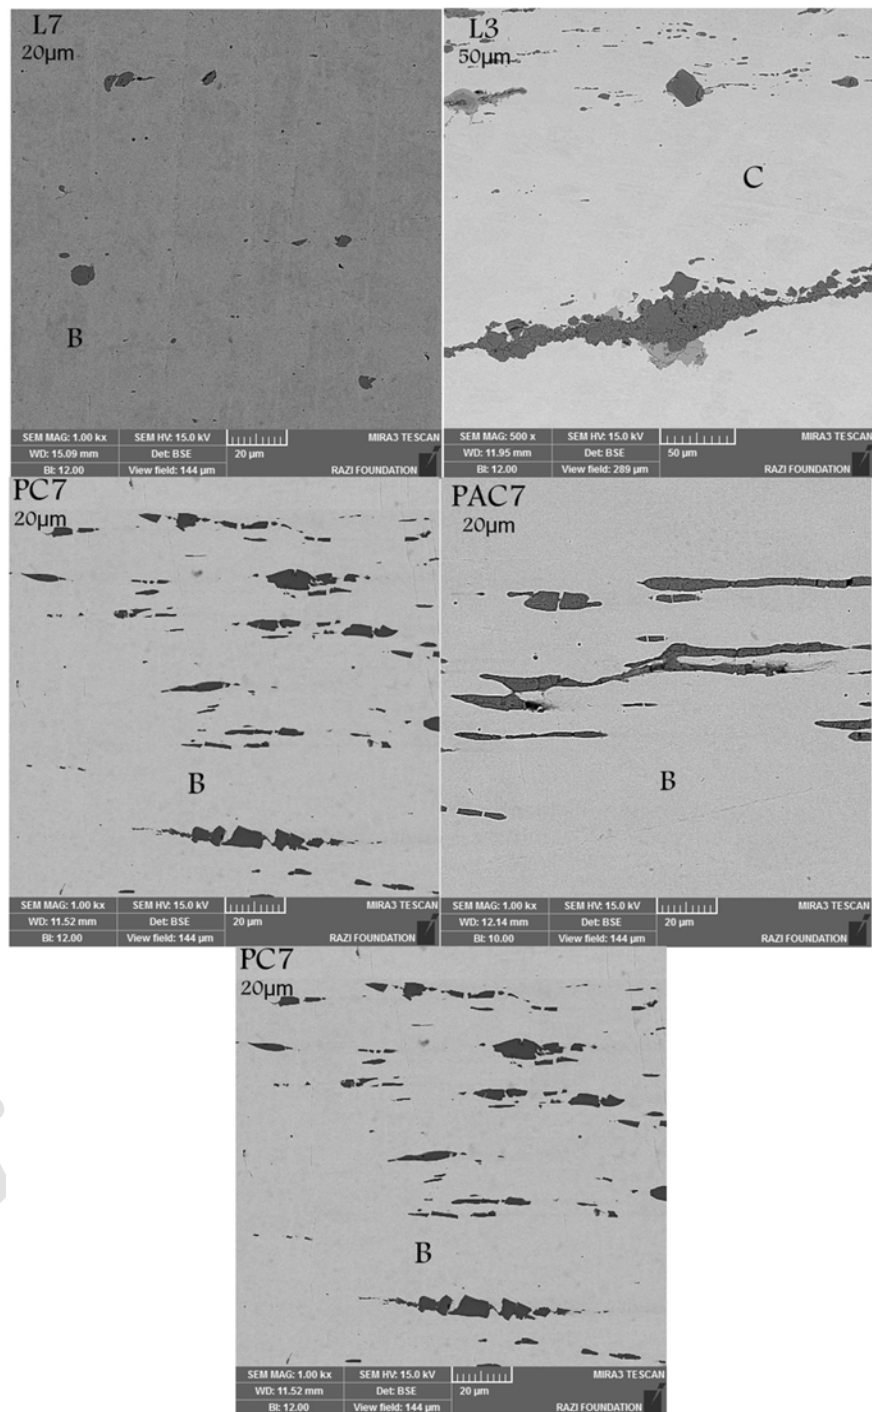 L7
20µm
B
SEM MAG: 1.00 kx SEM HV: 15.0 kV MIRA3 TESCAN
WD: 15.09 mm Det: BSE 20 µm
BI: 12.00 View field: 144 µm RAZI FOUNDATION
L3
50µm
C
SEM MAG: 500 x SEM HV: 15.0 kV MIRA3 TESCAN
WD: 11.95 mm Det: BSE 50 µm
BI: 12.00 View field: 289 µm RAZI FOUNDATION
PC7
20µm
B
SEM MAG: 1.00 kx SEM HV: 15.0 kV MIRA3 TESCAN
WD: 11.52 mm Det: BSE 20 µm
BI: 12.00 View field: 144 µm RAZI FOUNDATION
PAC7
20µm
B
SEM MAG: 1.00 kx SEM HV: 15.0 kV MIRA3 TESCAN
WD: 12.14 mm Det: BSE 20 µm
BI: 10.00 View field: 144 µm RAZI FOUNDATION
PC7
20µm
B
SEM MAG: 1.00 kx SEM HV: 15.0 kV MIRA3 TESCAN
WD: 11.52 mm Det: BSE 20 µm
BI: 12.00 View field: 144 µm RAZI FOUNDATION